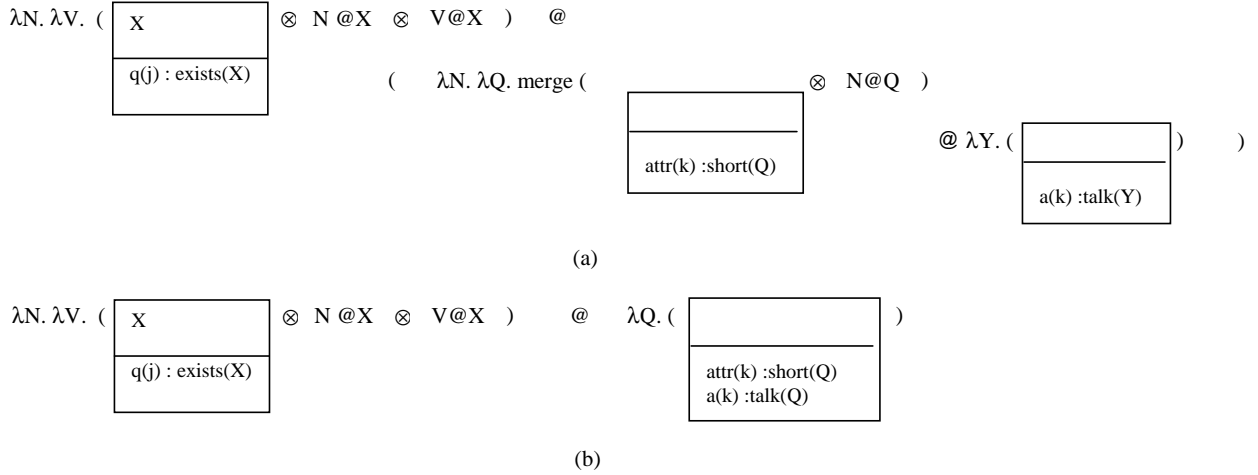 λN. λV. ( X ⊗ N @X ⊗ V@X ) @
q(j) : exists(X)
( λN. λQ. merge ( ⊗ N@Q )
attr(k) :short(Q)
@ λY. ( ) )
a(k) :talk(Y)
(a)
λN. λV. ( X ⊗ N @X ⊗ V@X ) @ λQ. ( )
q(j) : exists(X)
attr(k) :short(Q)
a(k) :talk(Q)
(b)